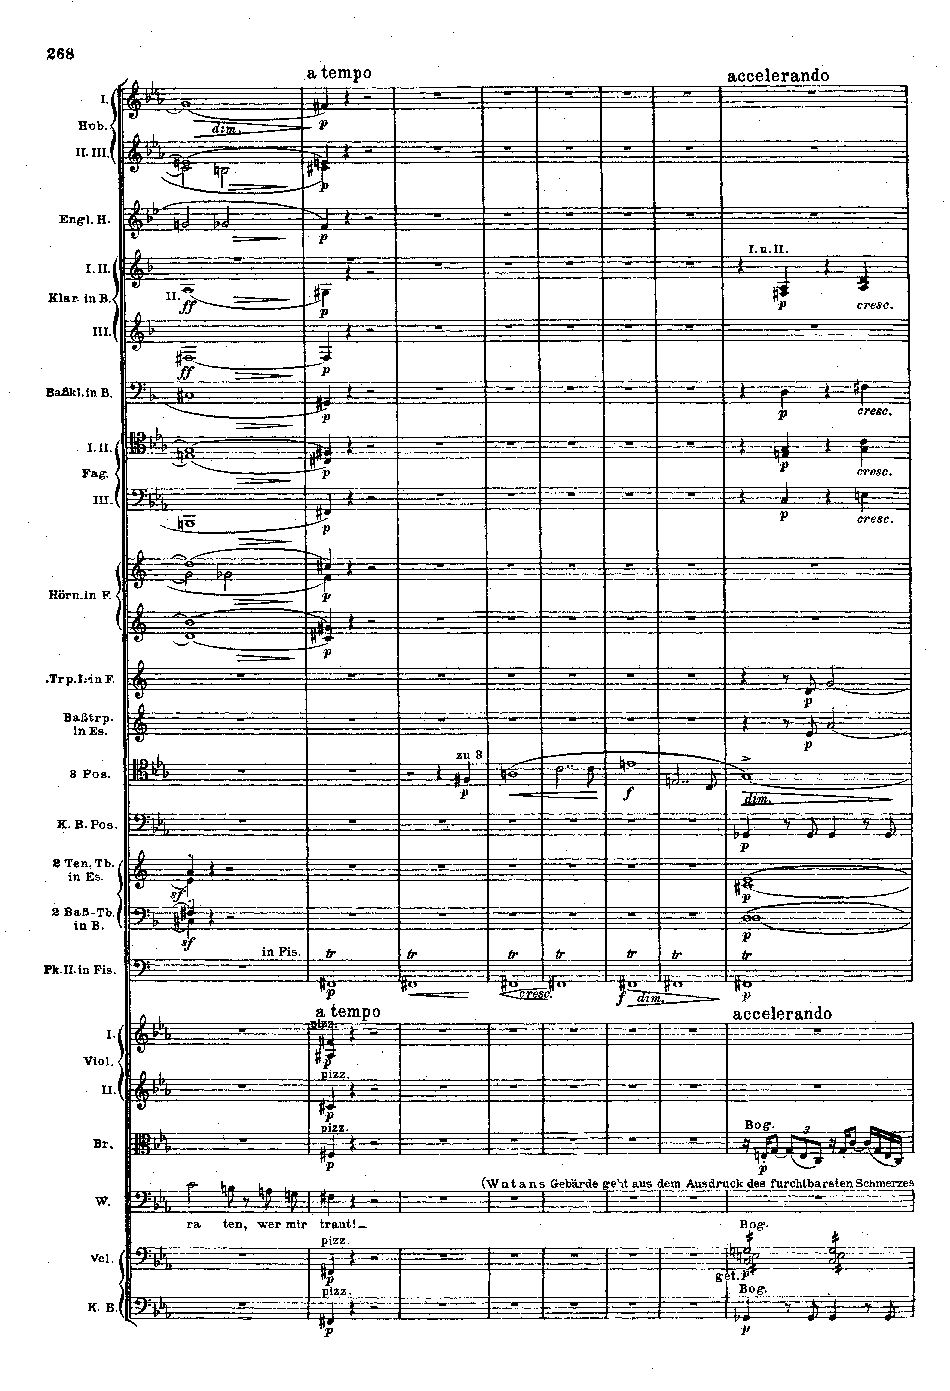 268
a tempo
accelerando
I.
Hob.
dim.
p
II. III.
p
Engl. H.
p
I. u. II.
I. II.
Klar. in B.
II.
ff
p
p
cresc.
III.
ff
p
Baßkl. in B.
p
p
cresc.
I. II.
Fag.
p
p
cresc.
III.
p
p
cresc.
Hörn. in F.
p
p
Trp. I. in F.
p
Baßtrp.
in Es.
p
zu 3
3 Pos.
p
f
dim.
K. B. Pos.
p
2 Ten. Tb.
in Es.
sf
p
2 Baß-Tb.
in B.
sf
p
in Fis.
tr tr tr tr tr tr tr
Pk. II. in Fis.
p
cresc.
f dim.
p
a tempo
accelerando
pizz.
I.
Viol.
p
pizz.
II.
p
pizz.
Bog.
3
Br.
p
p
(Wotans Gebärde geht aus dem Ausdruck des furchtbarsten Schmerzes
W.
ra ten, wer mir traut!
pizz.
Bog.
Vcl.
p
get. p
pizz.
Bog.
K. B.
p
p